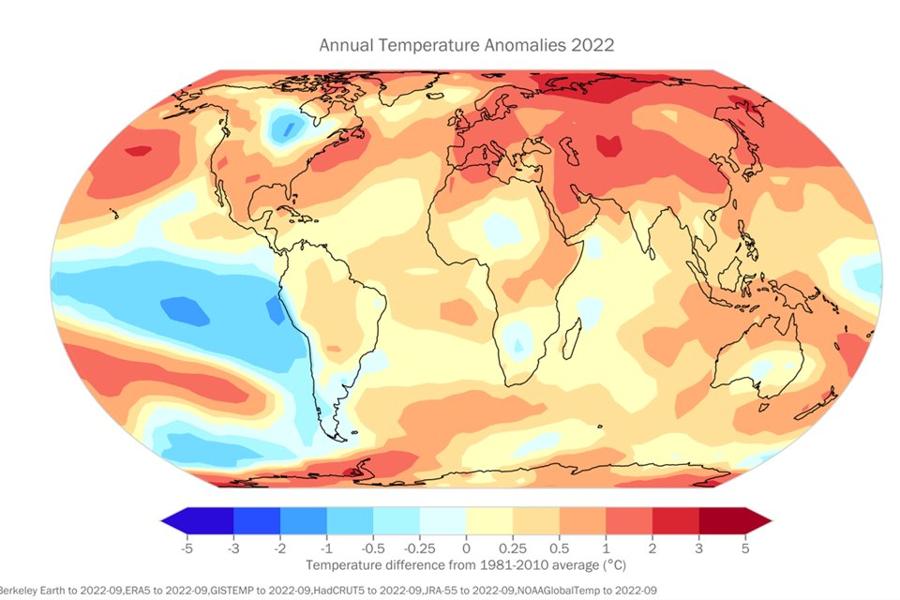 Annual Temperature Anomalies 2022
-5 -3 -2 -1 -0.5 -0.25 0 0.25 0.5 1 2 3 5
Temperature difference from 1981-2010 average (°C)
Berkeley Earth to 2022-09,ERA5 to 2022-09,GISTEMP to 2022-09,HadCRUT5 to 2022-09,JRA-55 to 2022-09,NOAAGlobalTemp to 2022-09